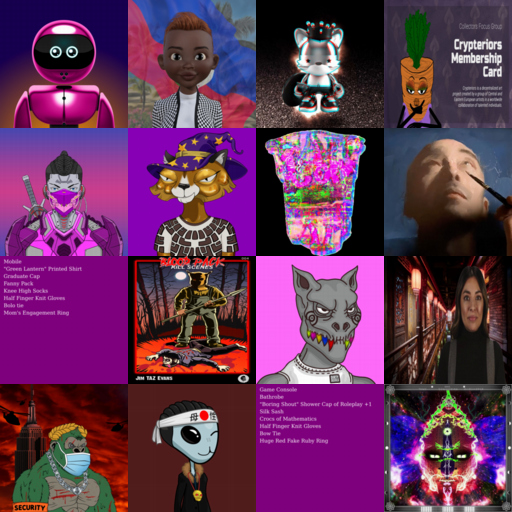 Collectors Focus Group
Crypteriors
Membership
Card
Mobile
"Green Lantern" Printed Shirt
Graduate Cap
Fanny Pack
Knee High Socks
Half Finger Knit Gloves
Bolo tie
Mom's Engagement Ring
BLOOD PACK
KILL SCENES
JIM TAZ EVANS
SECURITY
Game Console
Bathrobe
"Boring Shout" Shower Cap of Roleplay +1
Silk Sash
Crocs of Mathematics
Half Finger Knit Gloves
Bow Tie
Huge Red Fake Ruby Ring